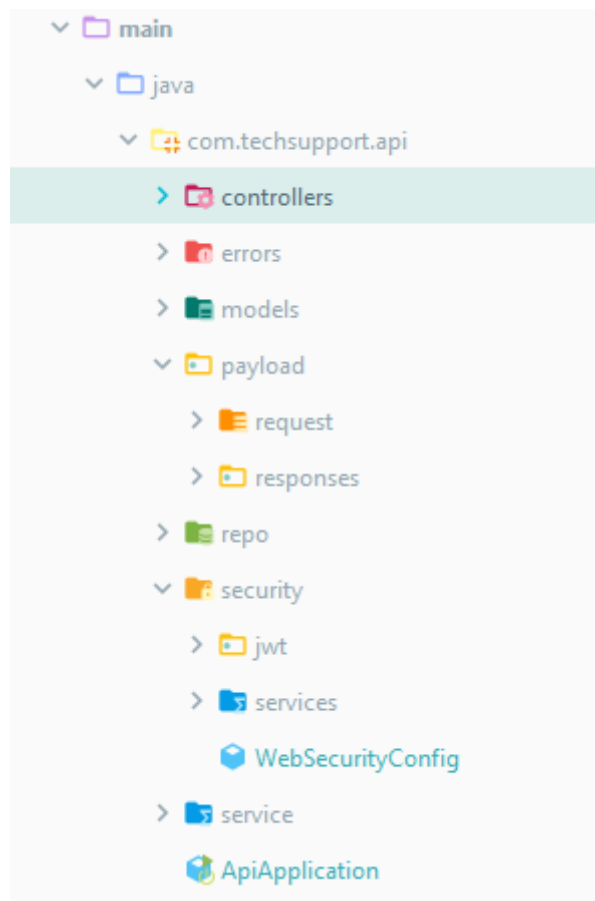 main
java
com.techsupport.api
controllers
errors
models
payload
request
responses
repo
security
jwt
services
WebSecurityConfig
service
ApiApplication